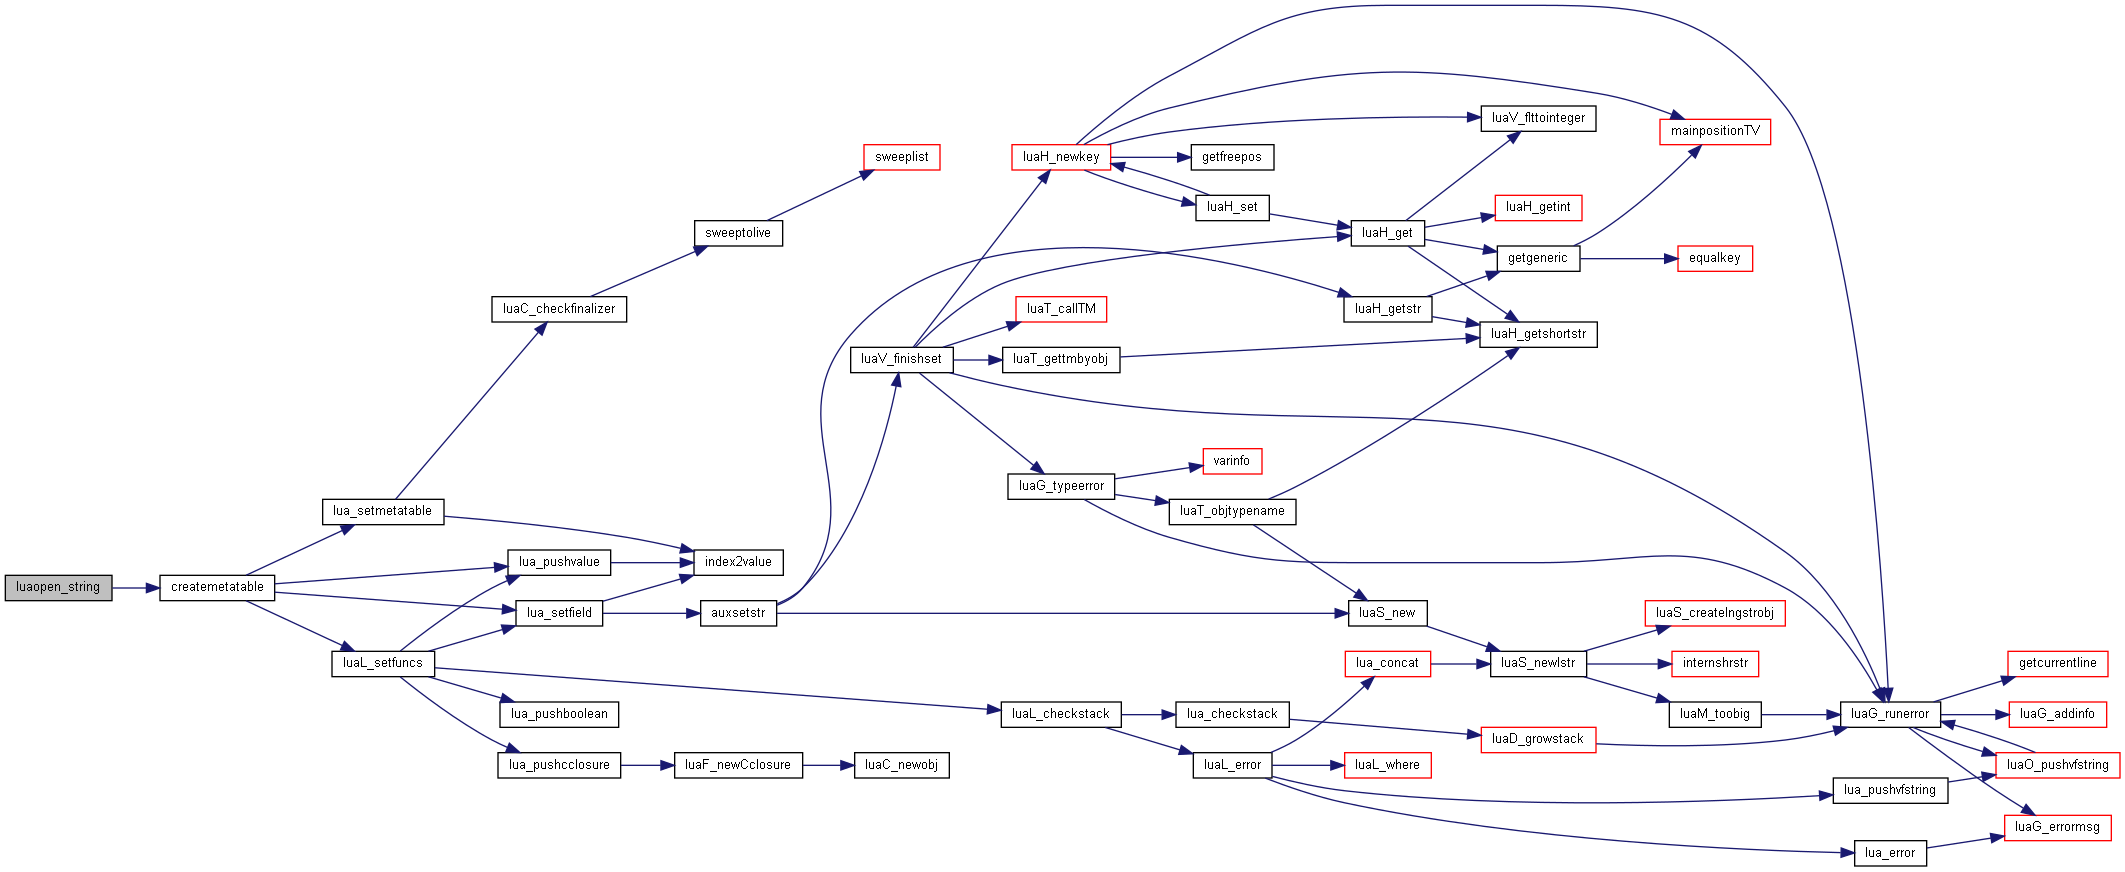 luaopen_string
createmetatable
lua_setmetatable
lua_pushvalue
lua_setfield
luaL_setfuncs
luaC_checkfinalizer
lua_pushboolean
lua_pushcclosure
sweeptolive
index2value
auxsetstr
luaF_newCclosure
sweeplist
luaV_finishset
luaC_newobj
luaH_newkey
luaT_callTM
luaT_gettmbyobj
luaG_typeerror
luaL_checkstack
getfreepos
luaH_set
varinfo
luaT_objtypename
lua_checkstack
luaL_error
luaH_get
luaH_getstr
luaS_new
lua_concat
luaL_where
luaV_flttointeger
luaH_getint
getgeneric
luaH_getshortstr
luaS_newlstr
luaD_growstack
mainpositionTV
equalkey
luaS_createlngstrobj
internshrstr
luaM_toobig
luaG_runerror
lua_pushvfstring
lua_error
getcurrentline
luaG_addinfo
luaO_pushvfstring
luaG_errormsg